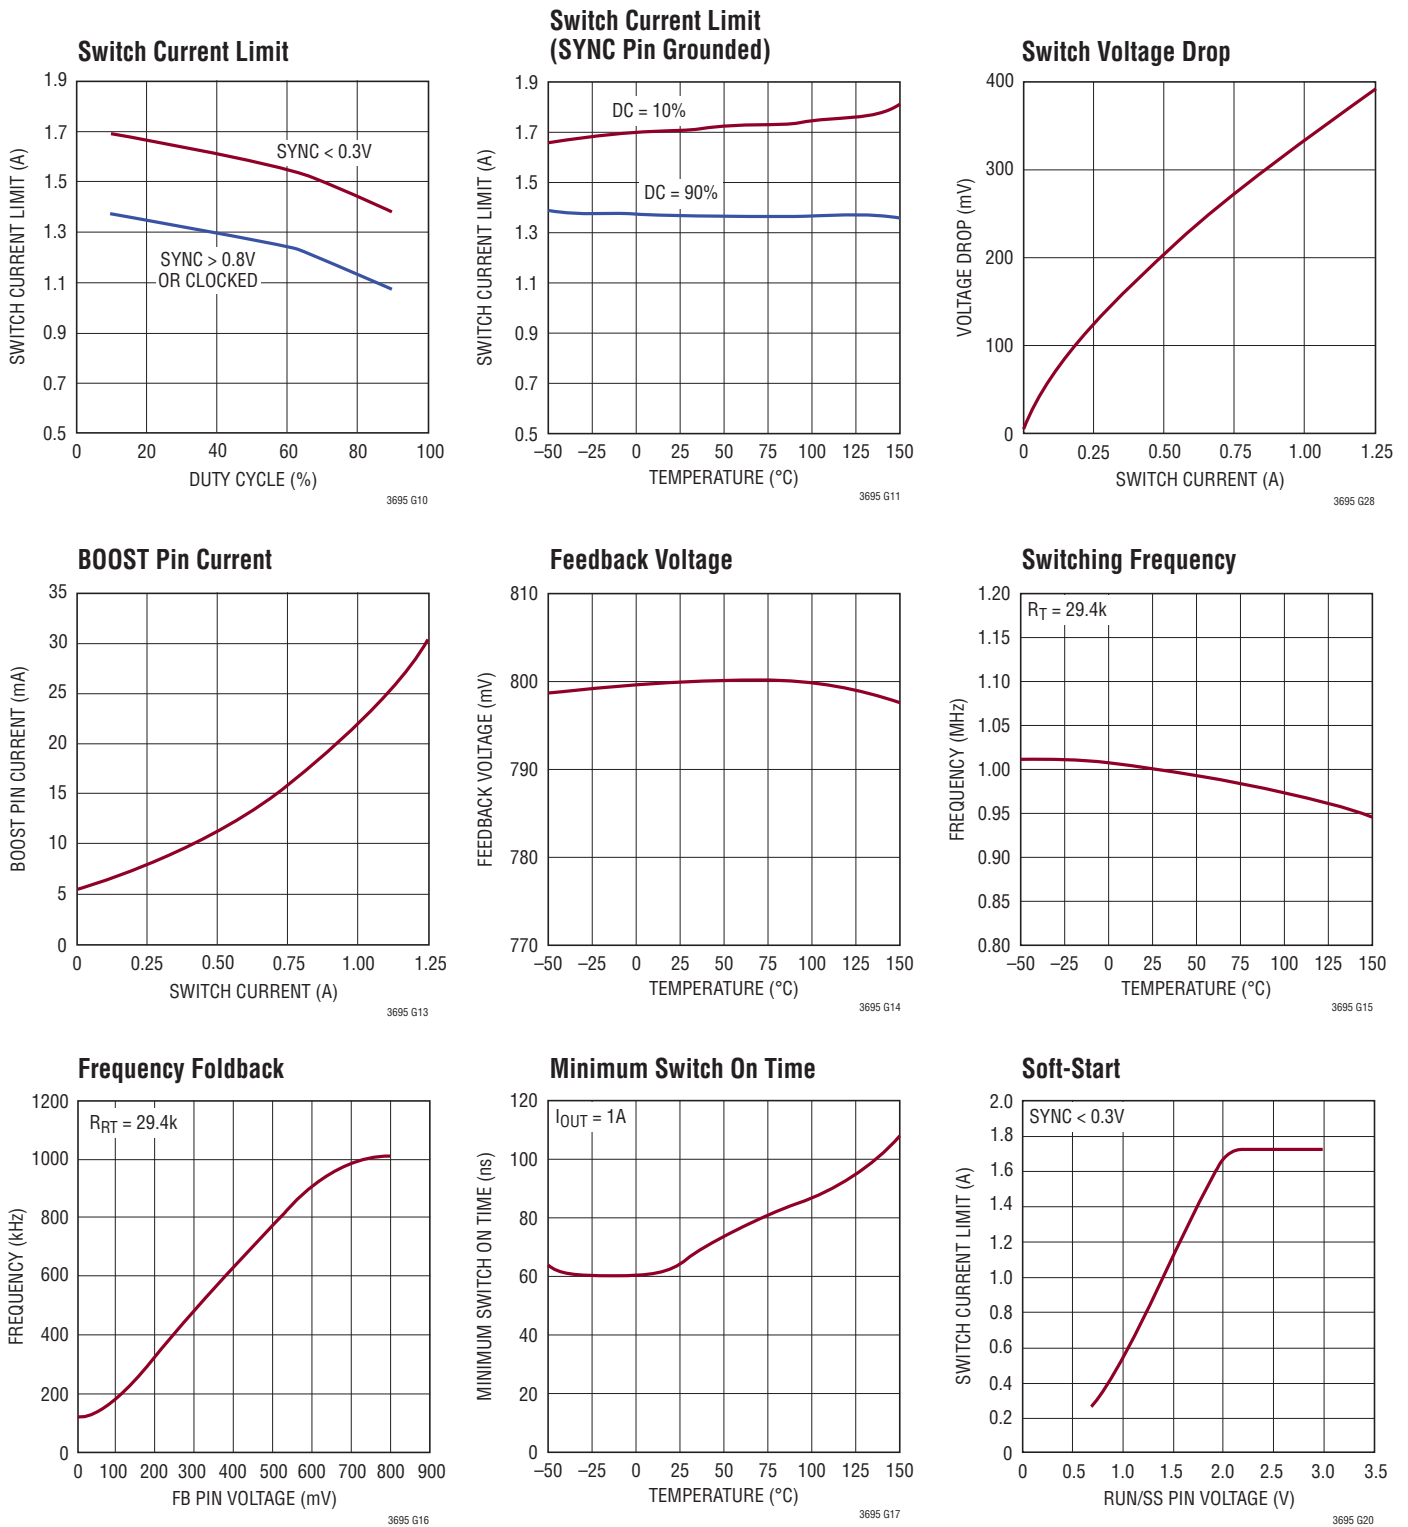 Switch Current Limit
1.9
1.7
1.5
1.3
1.1
0.9
0.7
0.5
0 20 40 60 80 100
SWITCH CURRENT LIMIT (A)
DUTY CYCLE (%)
SYNC < 0.3V
SYNC > 0.8V
OR CLOCKED
3695 G10
Switch Current Limit
(SYNC Pin Grounded)
1.9
1.7
1.5
1.3
1.1
0.9
0.7
0.5
–50 –25 0 25 50 75 100 125 150
SWITCH CURRENT LIMIT (A)
TEMPERATURE (°C)
DC = 10%
DC = 90%
3695 G11
Switch Voltage Drop
400
300
200
100
0
0 0.25 0.50 0.75 1.00 1.25
VOLTAGE DROP (mV)
SWITCH CURRENT (A)
3695 G28
BOOST Pin Current
35
30
25
20
15
10
5
0
0 0.25 0.50 0.75 1.00 1.25
BOOST PIN CURRENT (mA)
SWITCH CURRENT (A)
3695 G13
Feedback Voltage
810
800
790
780
770
–50 –25 0 25 50 75 100 125 150
FEEDBACK VOLTAGE (mV)
TEMPERATURE (°C)
3695 G14
Switching Frequency
1.20
1.15
1.10
1.05
1.00
0.95
0.90
0.85
0.80
–50 –25 0 25 50 75 100 125 150
FREQUENCY (MHz)
TEMPERATURE (°C)
RT = 29.4k
3695 G15
Frequency Foldback
1200
1000
800
600
400
200
0
0 100 200 300 400 500 600 700 800 900
FREQUENCY (kHz)
FB PIN VOLTAGE (mV)
RRT = 29.4k
3695 G16
Minimum Switch On Time
120
100
80
60
40
20
0
–50 –25 0 25 50 75 100 125 150
MINIMUM SWITCH ON TIME (ns)
TEMPERATURE (°C)
IOUT = 1A
3695 G17
Soft-Start
2.0
1.8
1.6
1.4
1.2
1.0
0.8
0.6
0.4
0.2
0
0 0.5 1.0 1.5 2.0 2.5 3.0 3.5
SWITCH CURRENT LIMIT (A)
RUN/SS PIN VOLTAGE (V)
SYNC < 0.3V
3695 G20